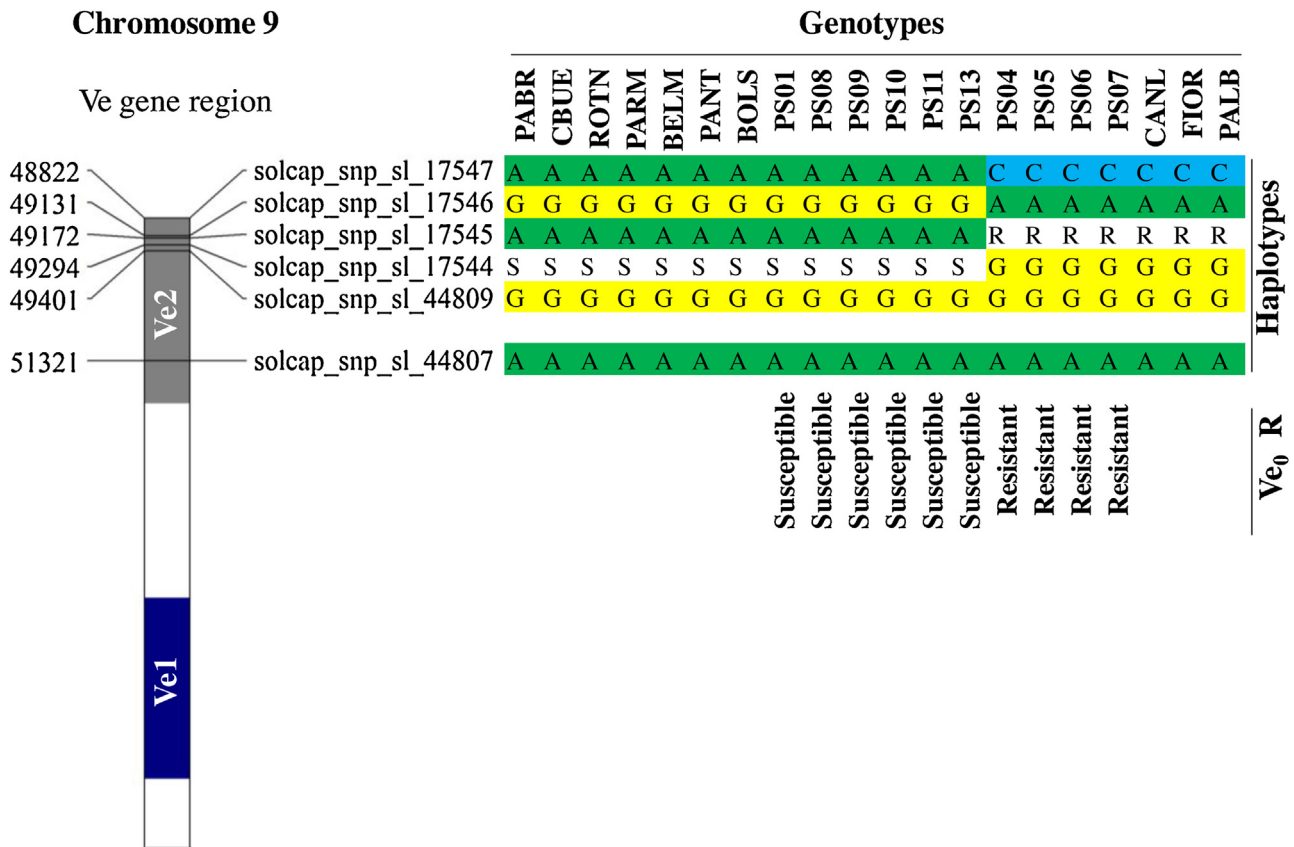 Chromosome 9
Genotypes
Ve gene region
PABR CBUE ROTN PARM BELM PANT BOLS PS01 PS08 PS09 PS10 PS11 PS13 PS04 PS05 PS06 PS07 CANL FIOR PALB
48822 solcap_snp_sl_17547 A A A A A A A A A A A A A C C C C C C C
49131 solcap_snp_sl_17546 G G G G G G G G G G G G G A A A A A A A
49172 solcap_snp_sl_17545 A A A A A A A A A A A A A R R R R R R R
49294 solcap_snp_sl_17544 S S S S S S S S S S S S S G G G G G G G
49401 solcap_snp_sl_44809 G G G G G G G G G G G G G G G G G G G G
51321 solcap_snp_sl_44807 A A A A A A A A A A A A A A A A A A A A
Haplotypes
Ve2
Susceptible Susceptible Susceptible Susceptible Susceptible Susceptible Resistant Resistant Resistant Resistant
Ve0 R
Ve1